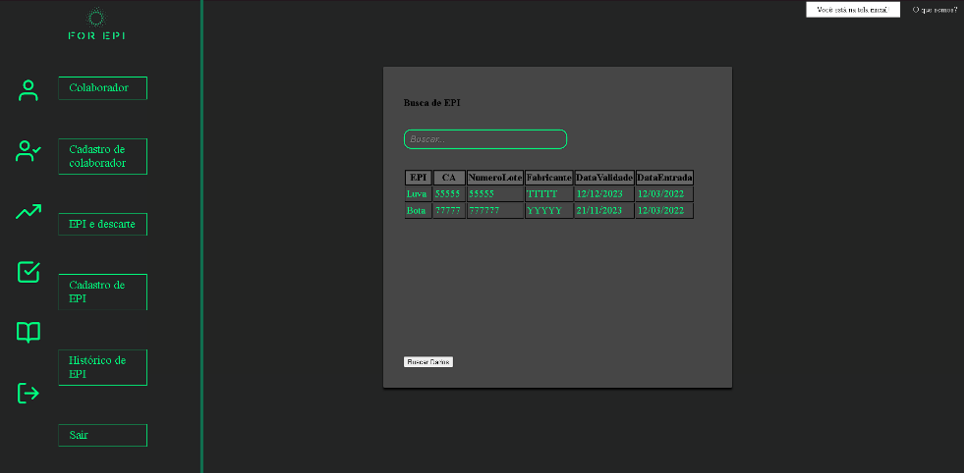 Você está na tela inicial!
O que somos?
FOR EPI
Colaborador
Cadastro de
colaborador
EPI e descarte
Cadastro de
EPI
Histórico de
EPI
Sair
Busca de EPI
Buscar...
EPI CA NumeroLote Fabricante DataValidade DataEntrada
Luva 55555 55555 TTTTT 12/12/2023 12/03/2022
Bota 77777 777777 YYYYY 21/11/2023 12/03/2022
Buscar Dados